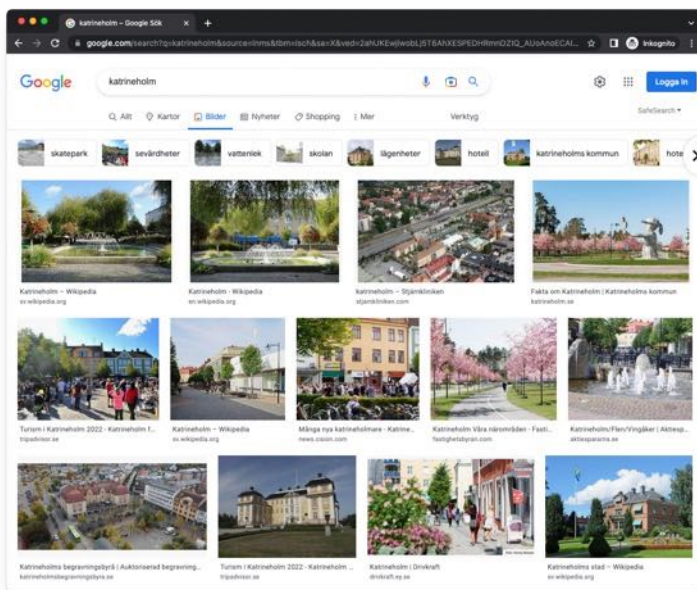 katrineholm – Google Sök
google.com/search?q=katrineholm&source=lnms&tbm=isch&sa=X&ved=
Inkognito
Google
katrineholm
Logga in
Allt Kartor Bilder Nyheter Shopping Mer Verktyg
SafeSearch
skatepark sevärdheter vattenlek skolan lägenheter hotell katrineholms kommun hote
Katrineholm – Wikipedia
sv.wikipedia.org
Katrineholm - Wikipedia
en.wikipedia.org
katrineholm – Stjärnkliniken
stjarnkliniken.com
Fakta om Katrineholm | Katrineholms kommun
katrineholm.se
Turism i Katrineholm 2022 - Katrineholm f...
tripadvisor.se
Katrineholm – Wikipedia
sv.wikipedia.org
Många nya katrineholmare - Katrine...
news.cision.com
Katrineholm Våra närområden - Fasti...
fastighetsbyran.com
Katrineholm/Flen/Vingåker | Aktiesp...
aktiespararna.se
Katrineholms begravningsbyrå | Auktoriserad begravning...
katrineholmsbegravningsbyra.se
Turism i Katrineholm 2022 - Katrineholm ...
tripadvisor.se
Katrineholm | Drivkraft
drivkraft.ey.se
Katrineholms stad – Wikipedia
sv.wikipedia.org